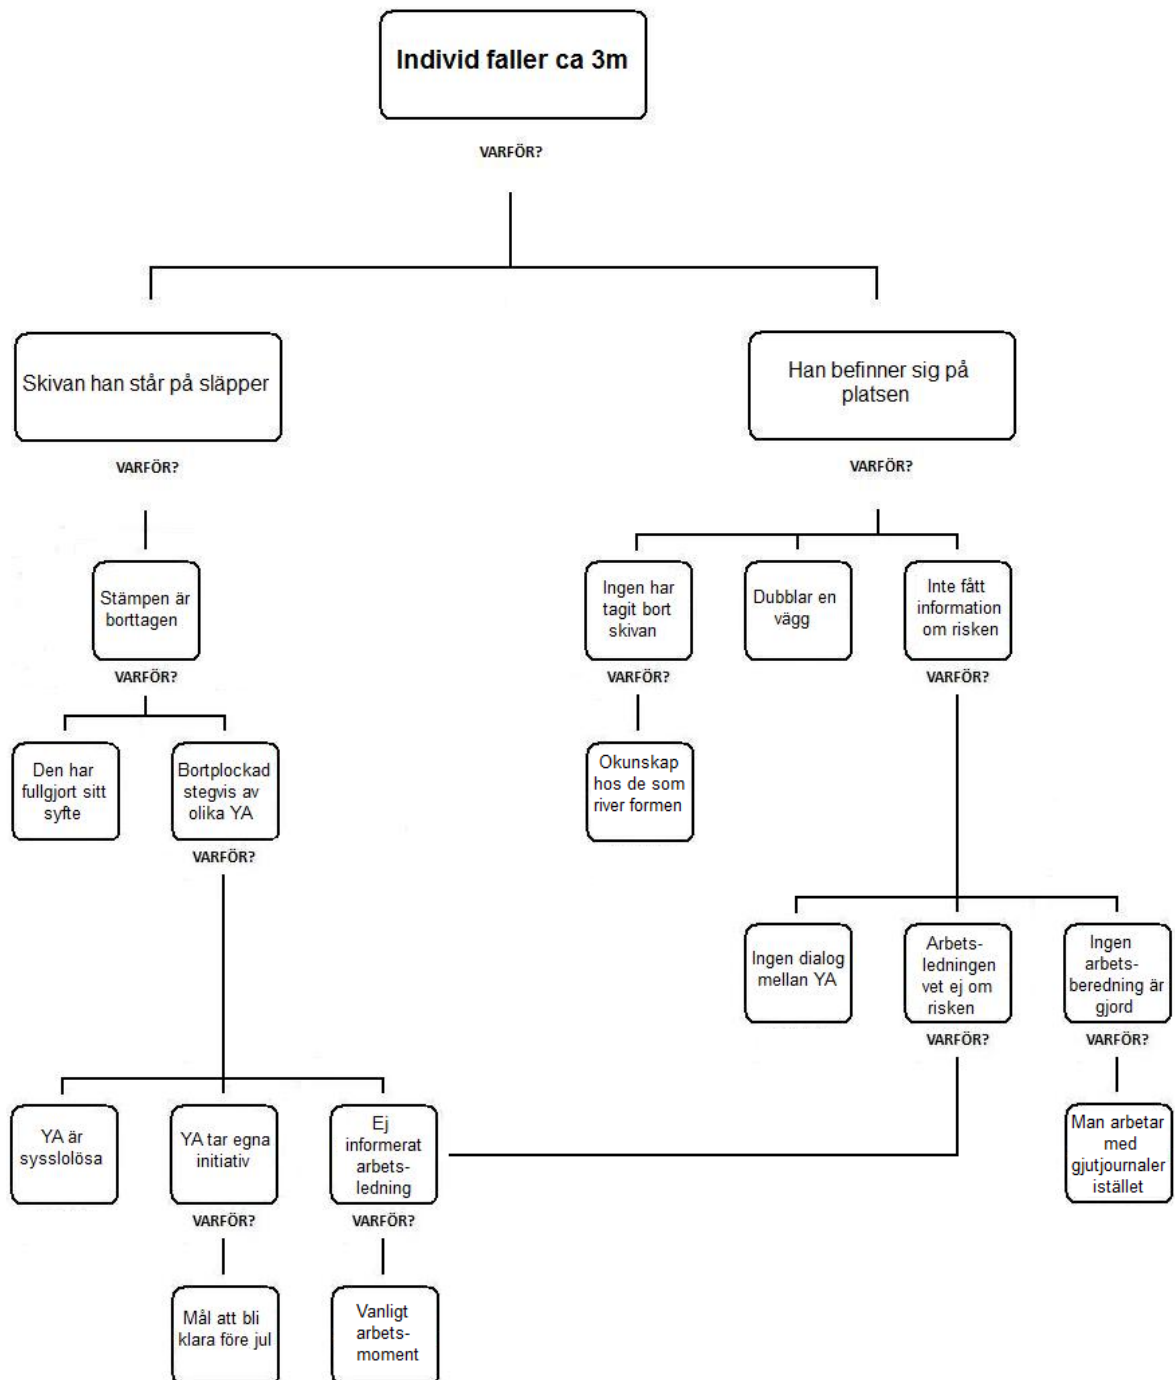 Individ faller ca 3m
VARFÖR?
Skivan han står på släpper
VARFÖR?
Han befinner sig på
platsen
VARFÖR?
Stämpen är
borttagen
VARFÖR?
Ingen har
tagit bort
skivan
VARFÖR?
Dubblar en
vägg
Inte fått
information
om risken
VARFÖR?
Den har
fullgjort sitt
syfte
Bortplockad
stegvis av
olika YA
VARFÖR?
Okunskap
hos de som
river formen
Ingen dialog
mellan YA
Arbets-
ledningen
vet ej om
risken
VARFÖR?
Ingen
arbets-
beredning är
gjord
VARFÖR?
YA är
sysslolösa
YA tar egna
initiativ
VARFÖR?
Ej
informerat
arbets-
ledning
VARFÖR?
Man arbetar
med
gjutjournaler
istället
Mål att bli
klara före jul
Vanligt
arbets-
moment